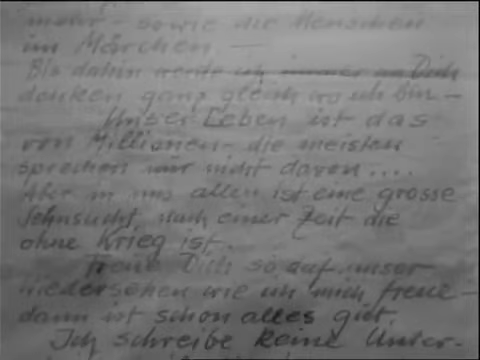 mehr - sowie die Menschen
im Märchen —
Bis dahin werde ich immer an Dich
denken ganz gleich wo ich bin —
Unser Leben ist das
von Millionen - die meisten
sprechen nur nicht davon....
Aber in uns allen ist eine grosse
Sehnsucht nach einer Zeit die
ohne Krieg ist.
Freue Dich so auf unser
Wiedersehen wie ich mich freue -
dann ist schon alles gut.
Ich schreibe keine Unter-